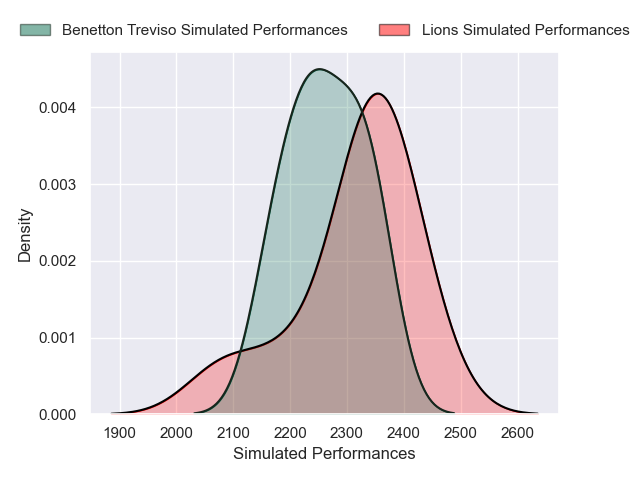 Benetton Treviso Simulated Performances
Lions Simulated Performances
0.004
0.003
0.002
0.001
0.000
Density
1900 2000 2100 2200 2300 2400 2500 2600
Simulated Performances